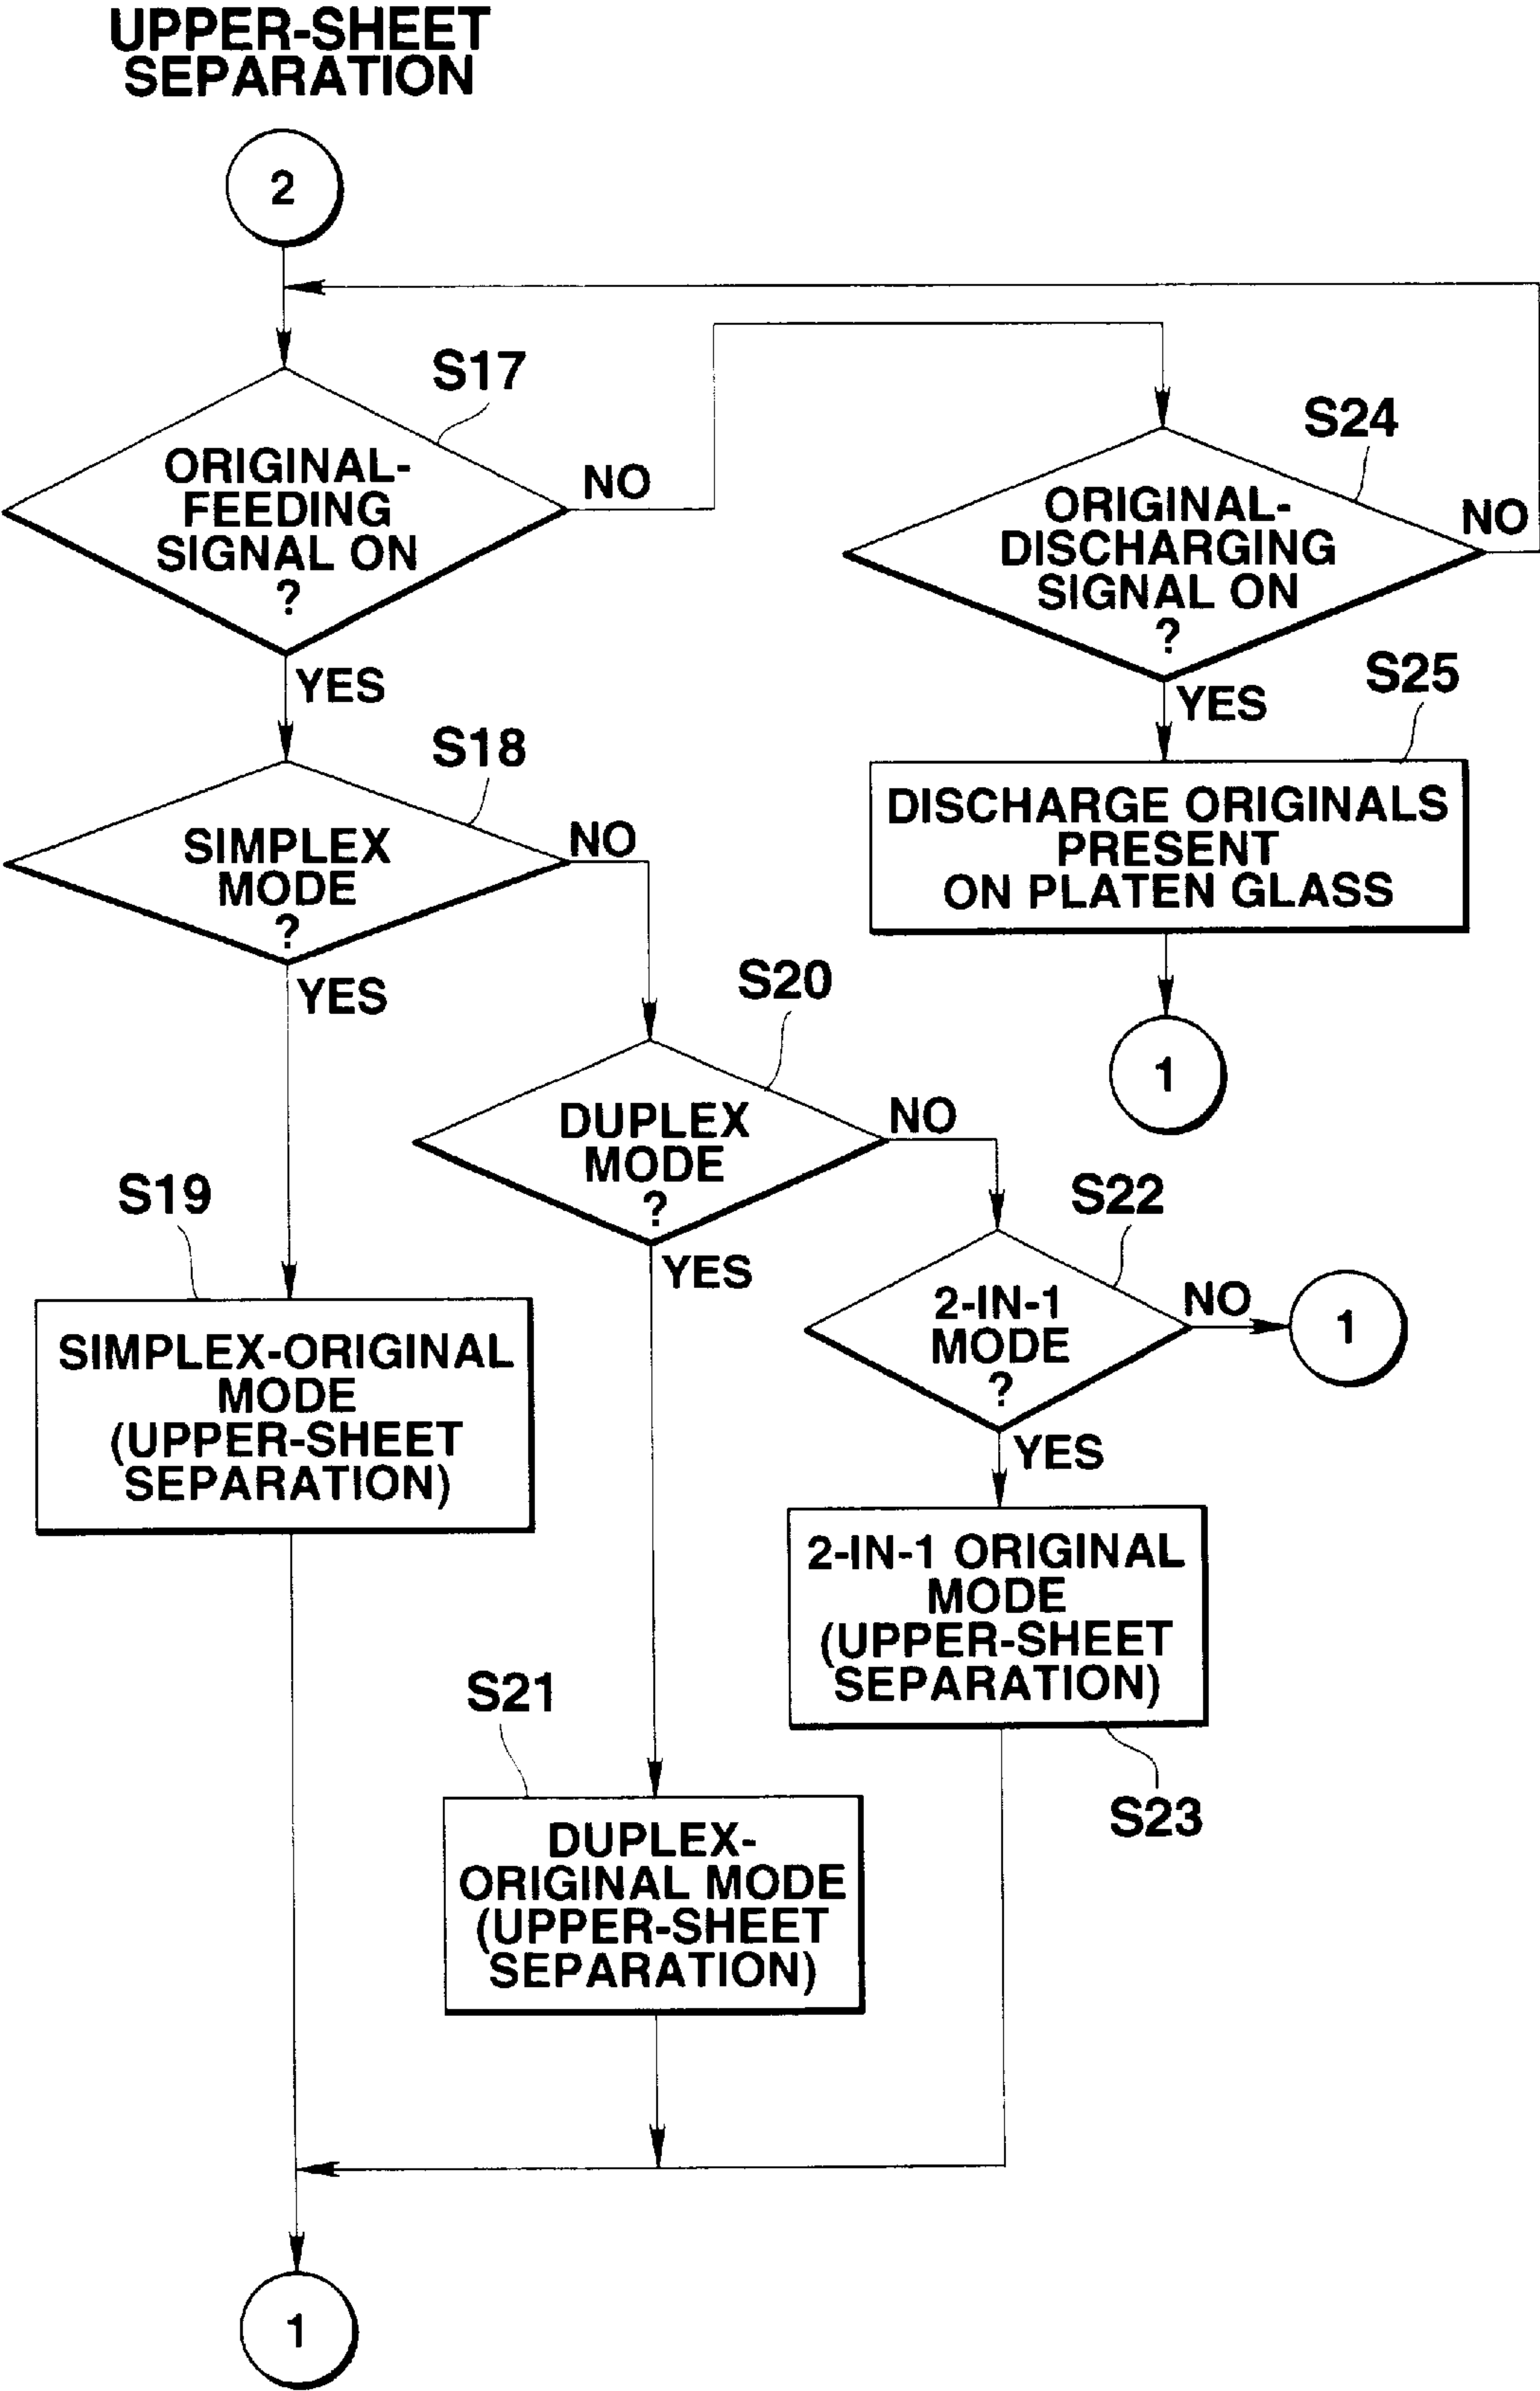 UPPER-SHEET
SEPARATION
2
S17
ORIGINAL-
FEEDING
SIGNAL ON
?
NO
YES
S24
ORIGINAL-
DISCHARGING
SIGNAL ON
?
NO
YES
S25
DISCHARGE ORIGINALS
PRESENT
ON PLATEN GLASS
1
S18
SIMPLEX
MODE
?
NO
YES
S20
DUPLEX
MODE
?
NO
YES
S22
2-IN-1
MODE
?
NO
1
YES
S19
SIMPLEX-ORIGINAL
MODE
(UPPER-SHEET
SEPARATION)
2-IN-1 ORIGINAL
MODE
(UPPER-SHEET
SEPARATION)
S23
S21
DUPLEX-
ORIGINAL MODE
(UPPER-SHEET
SEPARATION)
1